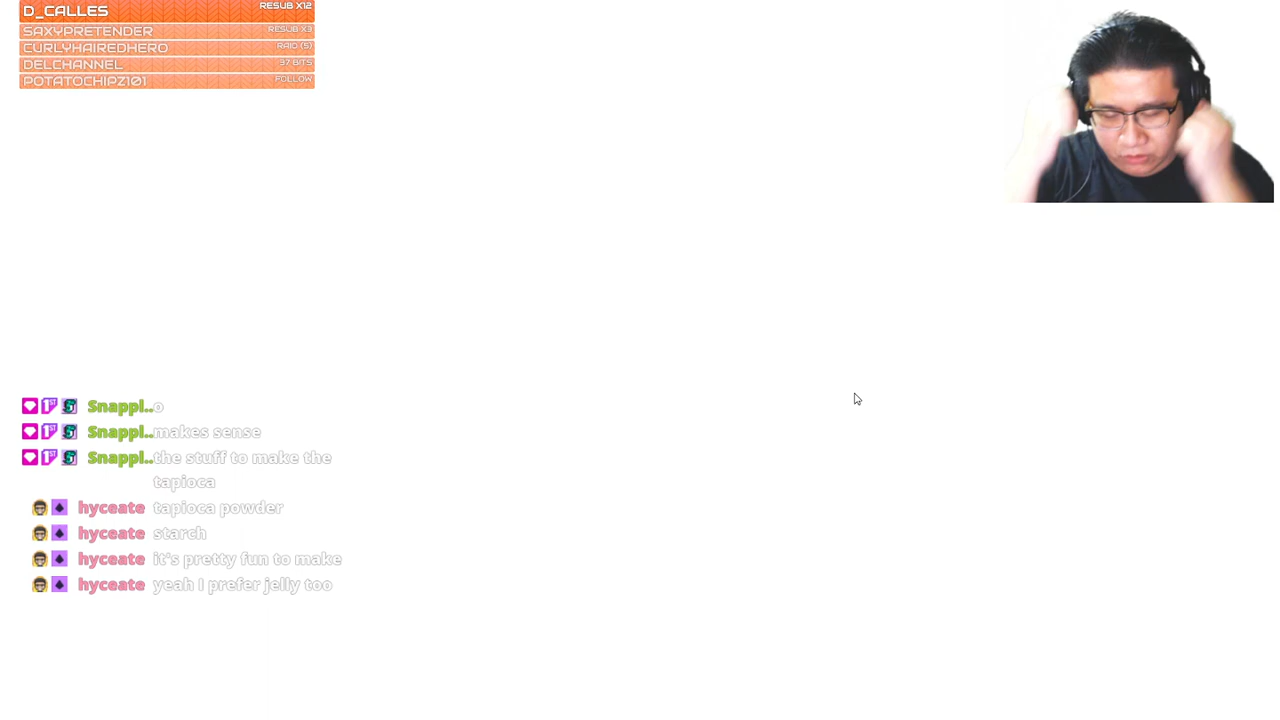 D_CALLES RESUB X12
SAXYPRETENDER RESUB X3
CURLYHAIREDHERO RAID (5)
DELCHANNEL 97 BITS
POTATOCHIPZ101 FOLLOW
Snappl.. o
Snappl.. makes sense
Snappl.. the stuff to make the
tapioca
hyceate tapioca powder
hyceate starch
hyceate it's pretty fun to make
hyceate yeah I prefer jelly too